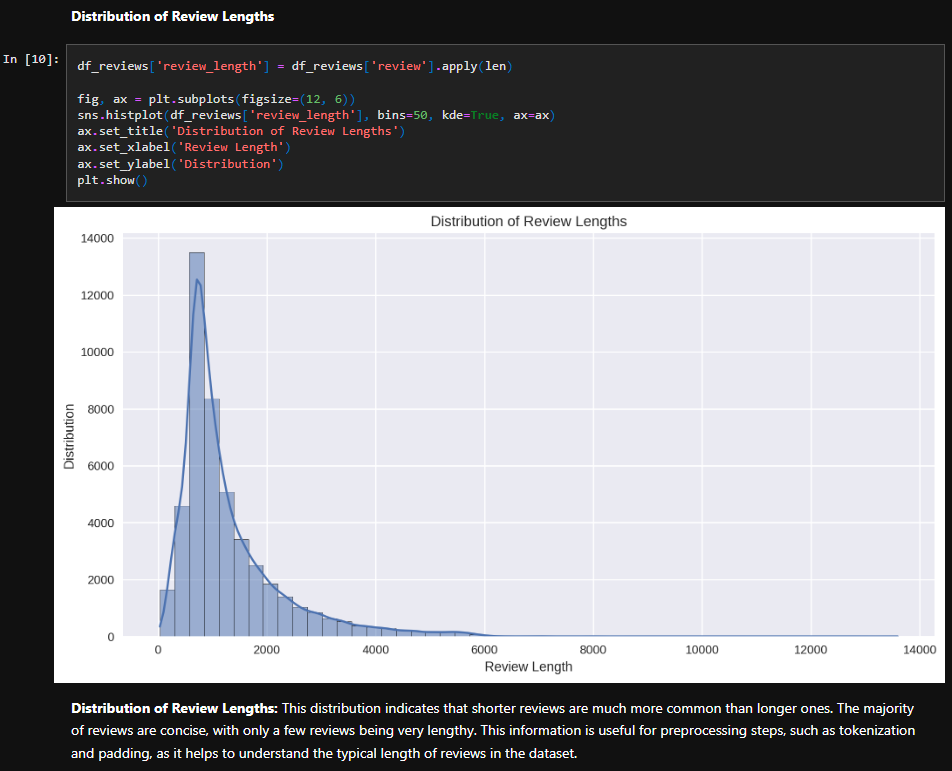 Distribution of Review Lengths
In [10]:
df_reviews['review_length'] = df_reviews['review'].apply(len)
fig, ax = plt.subplots(figsize=(12, 6))
sns.histplot(df_reviews['review_length'], bins=50, kde=True, ax=ax)
ax.set_title('Distribution of Review Lengths')
ax.set_xlabel('Review Length')
ax.set_ylabel('Distribution')
plt.show()
Distribution of Review Lengths
14000
12000
10000
8000
6000
4000
2000
0
Distribution
0 2000 4000 6000 8000 10000 12000 14000
Review Length
Distribution of Review Lengths: This distribution indicates that shorter reviews are much more common than longer ones. The majority
of reviews are concise, with only a few reviews being very lengthy. This information is useful for preprocessing steps, such as tokenization
and padding, as it helps to understand the typical length of reviews in the dataset.